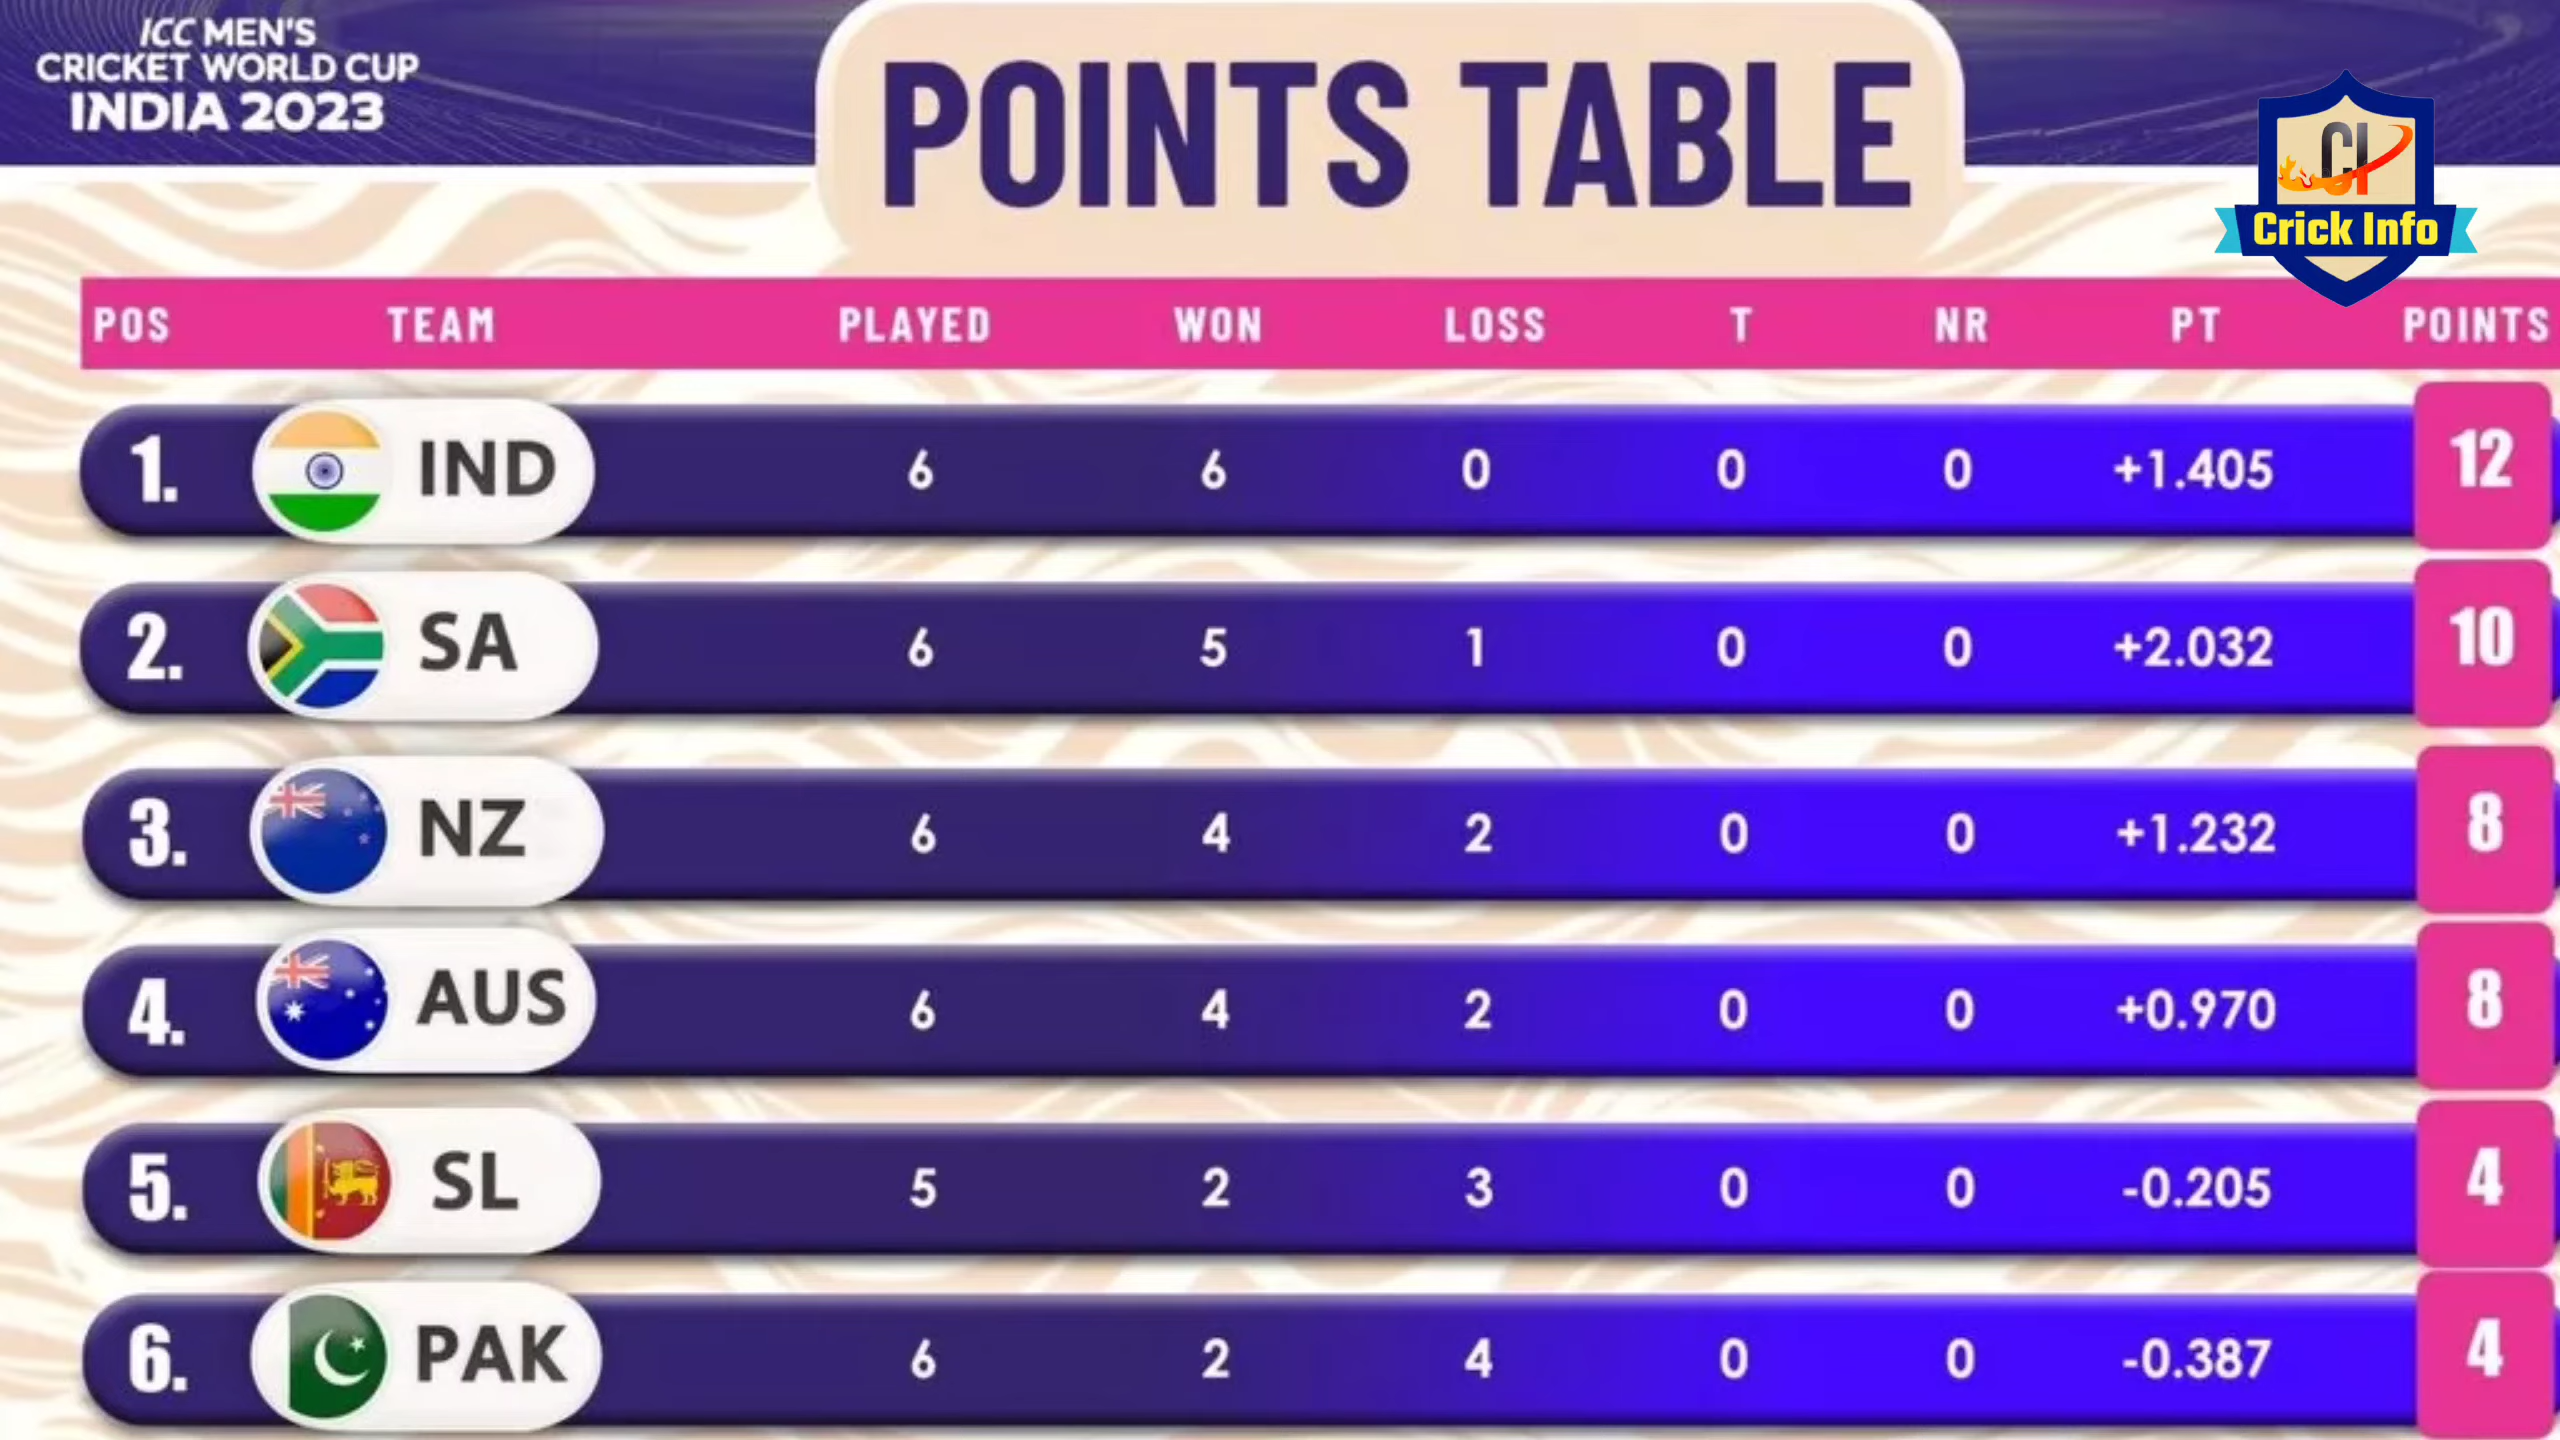 ICC MEN'S
CRICKET WORLD CUP
INDIA 2023
POINTS TABLE
CI
Crick Info
POS TEAM PLAYED WON LOSS T NR PT POINTS
1. IND 6 6 0 0 0 +1.405 12
2. SA 6 5 1 0 0 +2.032 10
3. NZ 6 4 2 0 0 +1.232 8
4. AUS 6 4 2 0 0 +0.970 8
5. SL 5 2 3 0 0 -0.205 4
6. PAK 6 2 4 0 0 -0.387 4